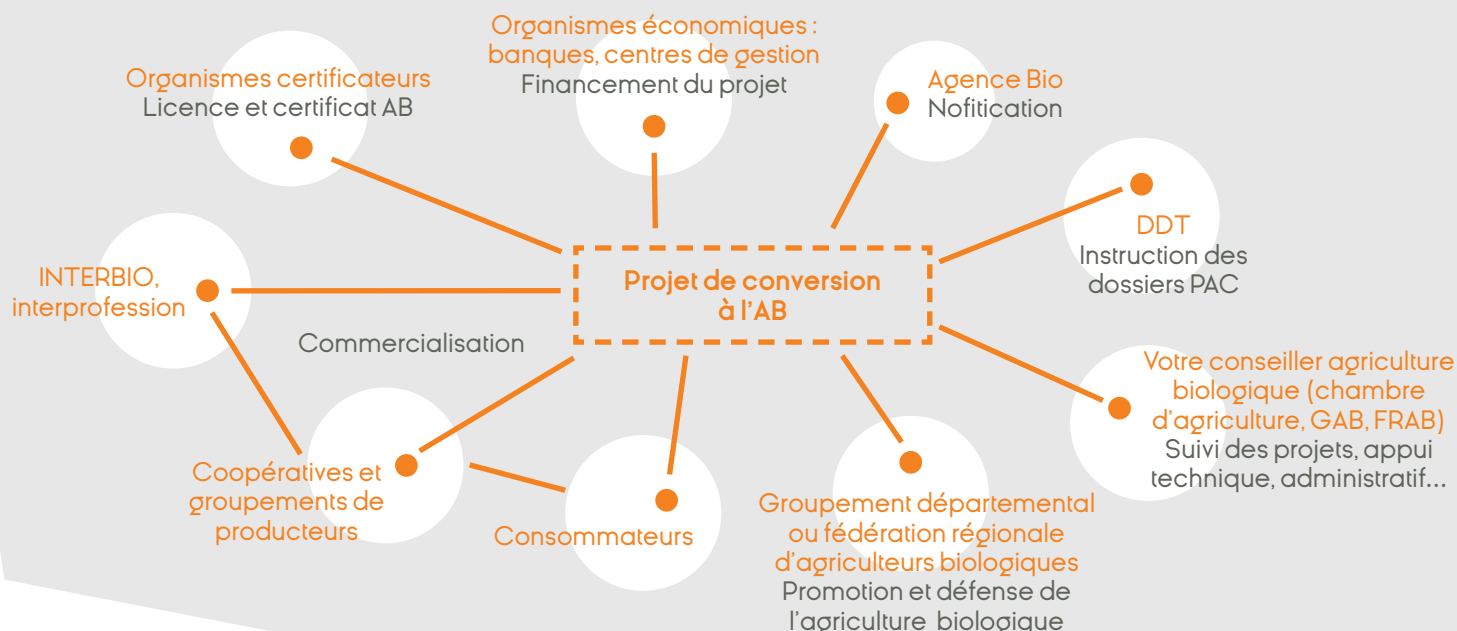 Organismes économiques :
banques, centres de gestion
Financement du projet
Organismes certificateurs
Licence et certificat AB
Agence Bio
Nofitication
DDT
Instruction des
dossiers PAC
INTERBIO,
interprofession
Projet de conversion
à l'AB
Commercialisation
Votre conseiller agriculture
biologique (chambre
d'agriculture, GAB, FRAB)
Suivi des projets, appui
technique, administratif...
Coopératives et
groupements de
producteurs
Consommateurs
Groupement départemental
ou fédération régionale
d'agriculteurs biologiques
Promotion et défense de
l'agriculture biologique